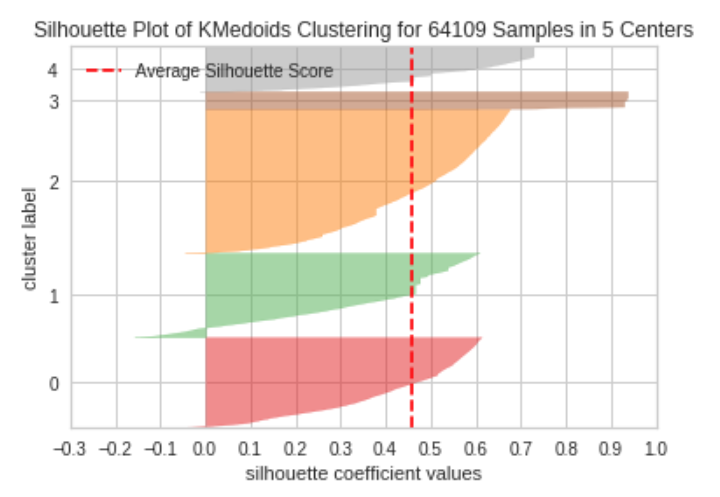 Silhouette Plot of KMedoids Clustering for 64109 Samples in 5 Centers
Average Silhouette Score
4
3
2
1
0
cluster label
−0.3 −0.2 −0.1 0.0 0.1 0.2 0.3 0.4 0.5 0.6 0.7 0.8 0.9 1.0
silhouette coefficient values